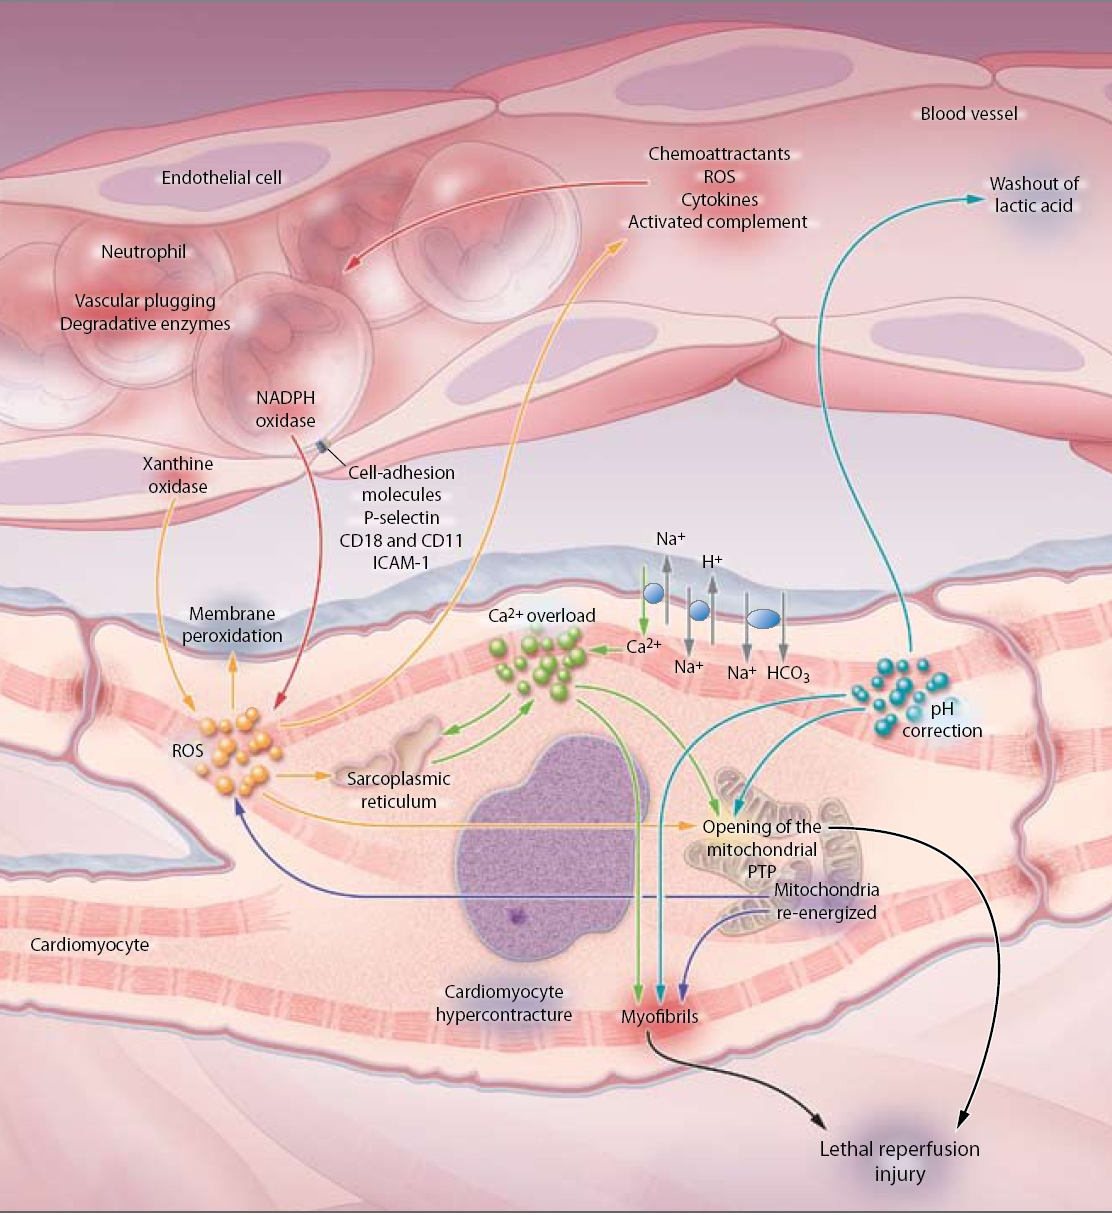 Blood vessel
Chemoattractants
ROS
Cytokines
Activated complement
Washout of
lactic acid
Endothelial cell
Neutrophil
Vascular plugging
Degradative enzymes
NADPH
oxidase
Xanthine
oxidase
Cell-adhesion
molecules
P-selectin
CD18 and CD11
ICAM-1
Na+
H+
Membrane
peroxidation
Ca2+ overload
Ca2+
Na+
Na+
HCO3
pH
correction
ROS
Sarcoplasmic
reticulum
Opening of the
mitochondrial
PTP
Mitochondria
re-energized
Cardiomyocyte
Cardiomyocyte
hypercontracture
Myofibrils
Lethal reperfusion
injury